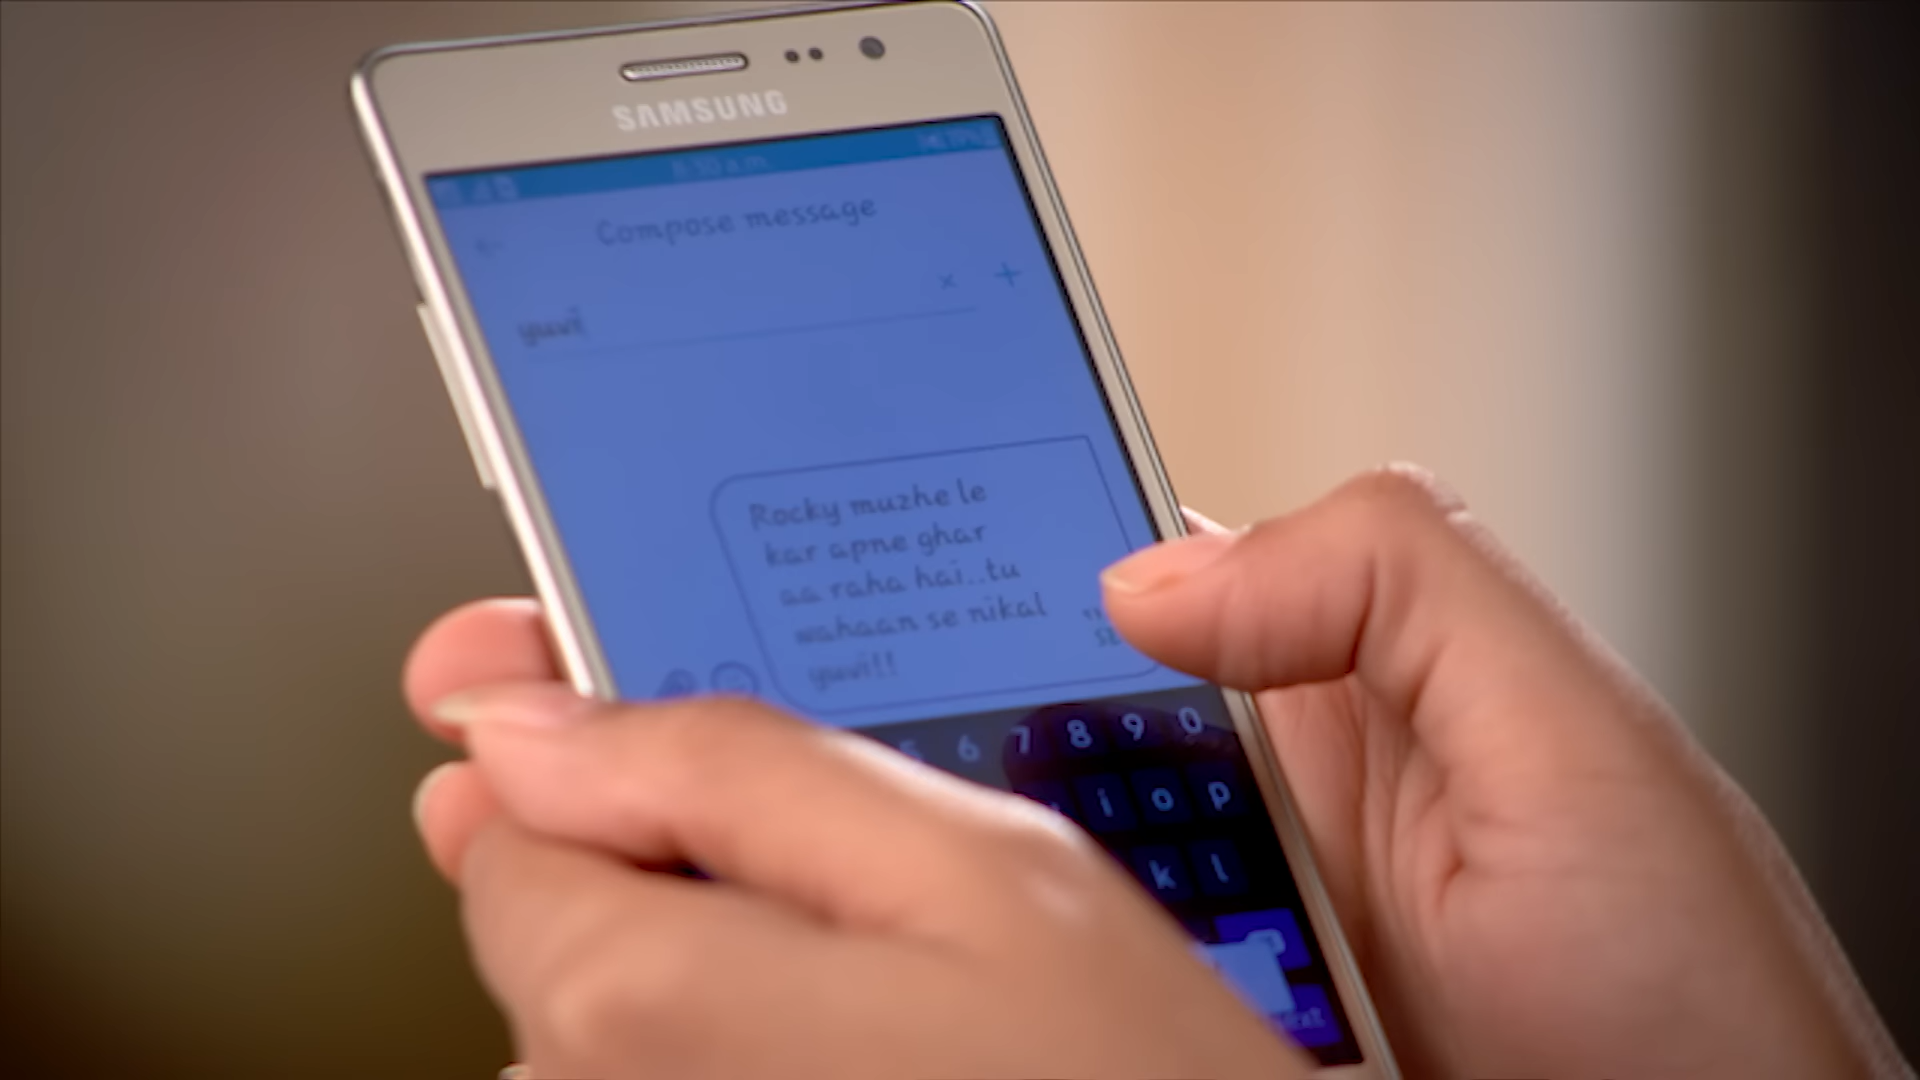 SAMSUNG
Compose message
yuvi
Rocky muzhe le
kar apne ghar
aa raha hai..tu
wahaan se nikal
yuvi!!
6 7 8 9 0
i o p
k l